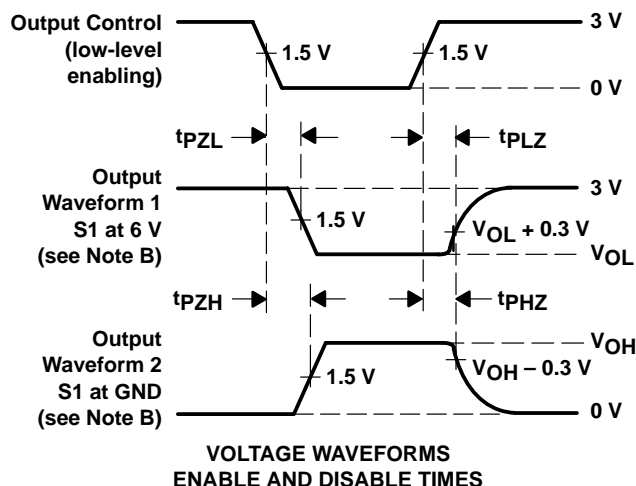 Output Control
(low-level
enabling)
1.5 V
1.5 V
3 V
0 V
tPZL
tPLZ
Output
Waveform 1
S1 at 6 V
(see Note B)
1.5 V
3 V
VOL + 0.3 V
VOL
tPZH
tPHZ
Output
Waveform 2
S1 at GND
(see Note B)
1.5 V
VOH
VOH – 0.3 V
0 V
VOLTAGE WAVEFORMS
ENABLE AND DISABLE TIMES